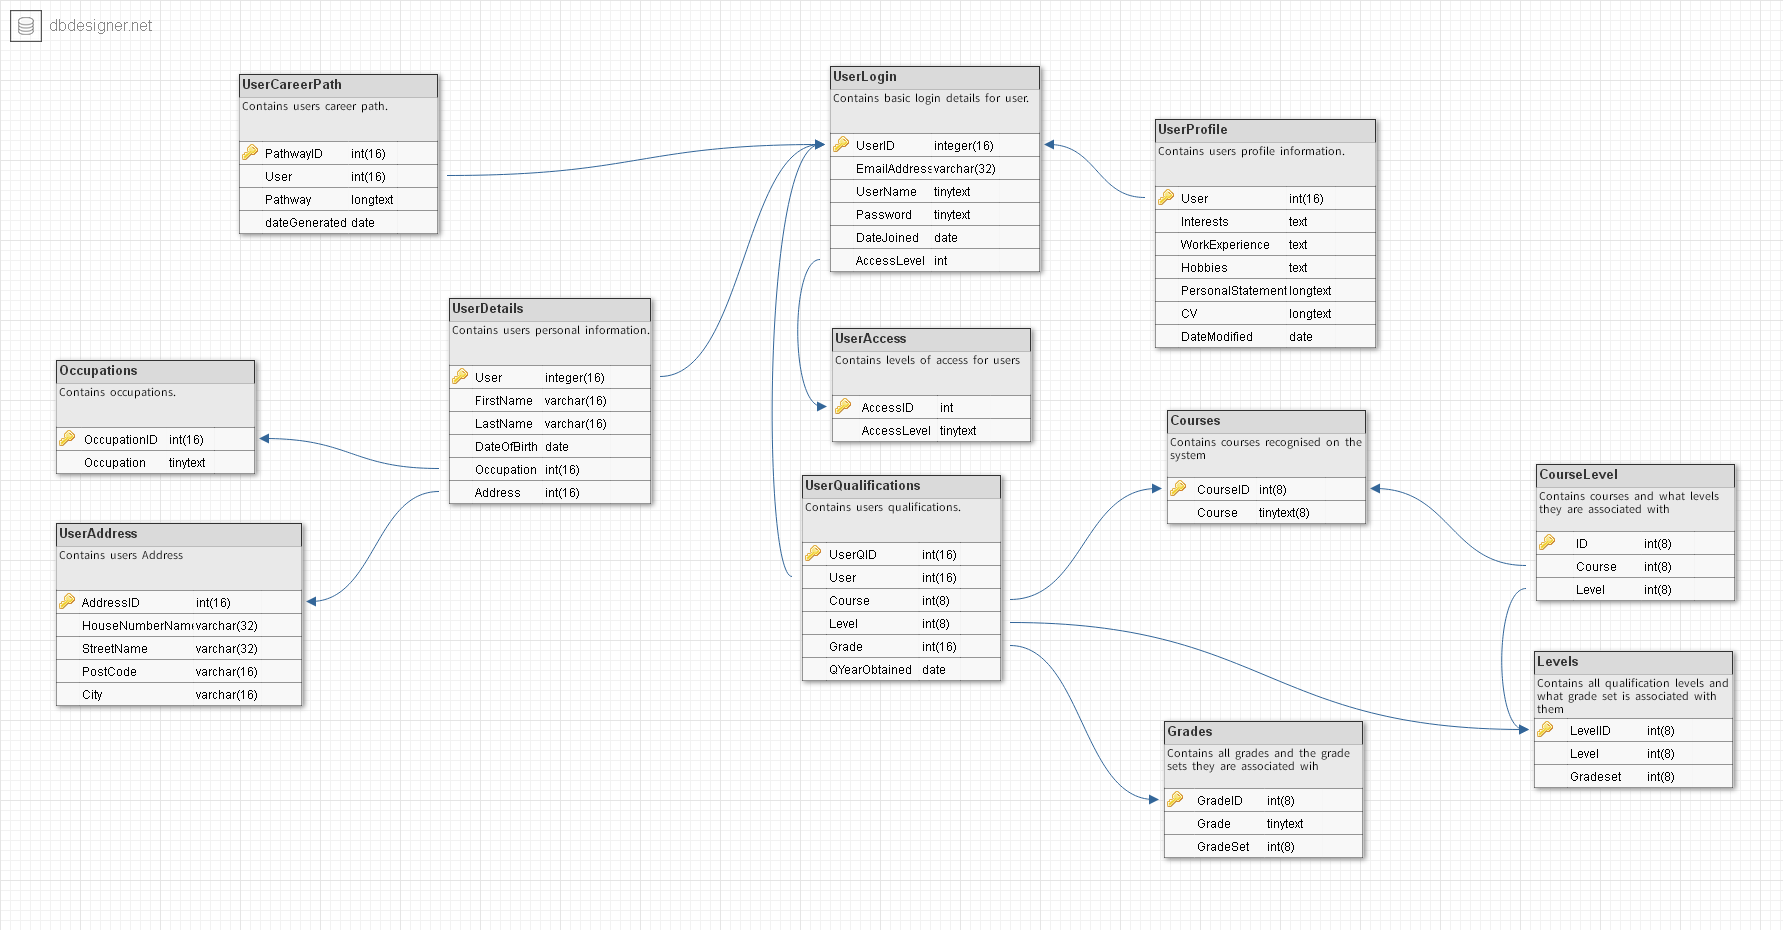 dbdesigner.net
UserCareerPath
Contains users career path.
PathwayID int(16)
User int(16)
Pathway longtext
dateGenerated date
UserLogin
Contains basic login details for user.
UserID integer(16)
EmailAddress varchar(32)
UserName tinytext
Password tinytext
DateJoined date
AccessLevel int
UserProfile
Contains users profile information.
User int(16)
Interests text
WorkExperience text
Hobbies text
PersonalStatement longtext
CV longtext
DateModified date
UserDetails
Contains users personal information.
User integer(16)
FirstName varchar(16)
LastName varchar(16)
DateOfBirth date
Occupation int(16)
Address int(16)
UserAccess
Contains levels of access for users
AccessID int
AccessLevel tinytext
Occupations
Contains occupations.
OccupationID int(16)
Occupation tinytext
Courses
Contains courses recognised on the
system
CourseID int(8)
Course tinytext(8)
CourseLevel
Contains courses and what levels
they are associated with
ID int(8)
Course int(8)
Level int(8)
UserQualifications
Contains users qualifications.
UserQID int(16)
User int(16)
Course int(8)
Level int(8)
Grade int(16)
QYearObtained date
UserAddress
Contains users Address
AddressID int(16)
HouseNumberName varchar(32)
StreetName varchar(32)
PostCode varchar(16)
City varchar(16)
Levels
Contains all qualification levels and
what grade set is associated with
them
LevelID int(8)
Level int(8)
Gradeset int(8)
Grades
Contains all grades and the grade
sets they are associated wih
GradeID int(8)
Grade tinytext
GradeSet int(8)